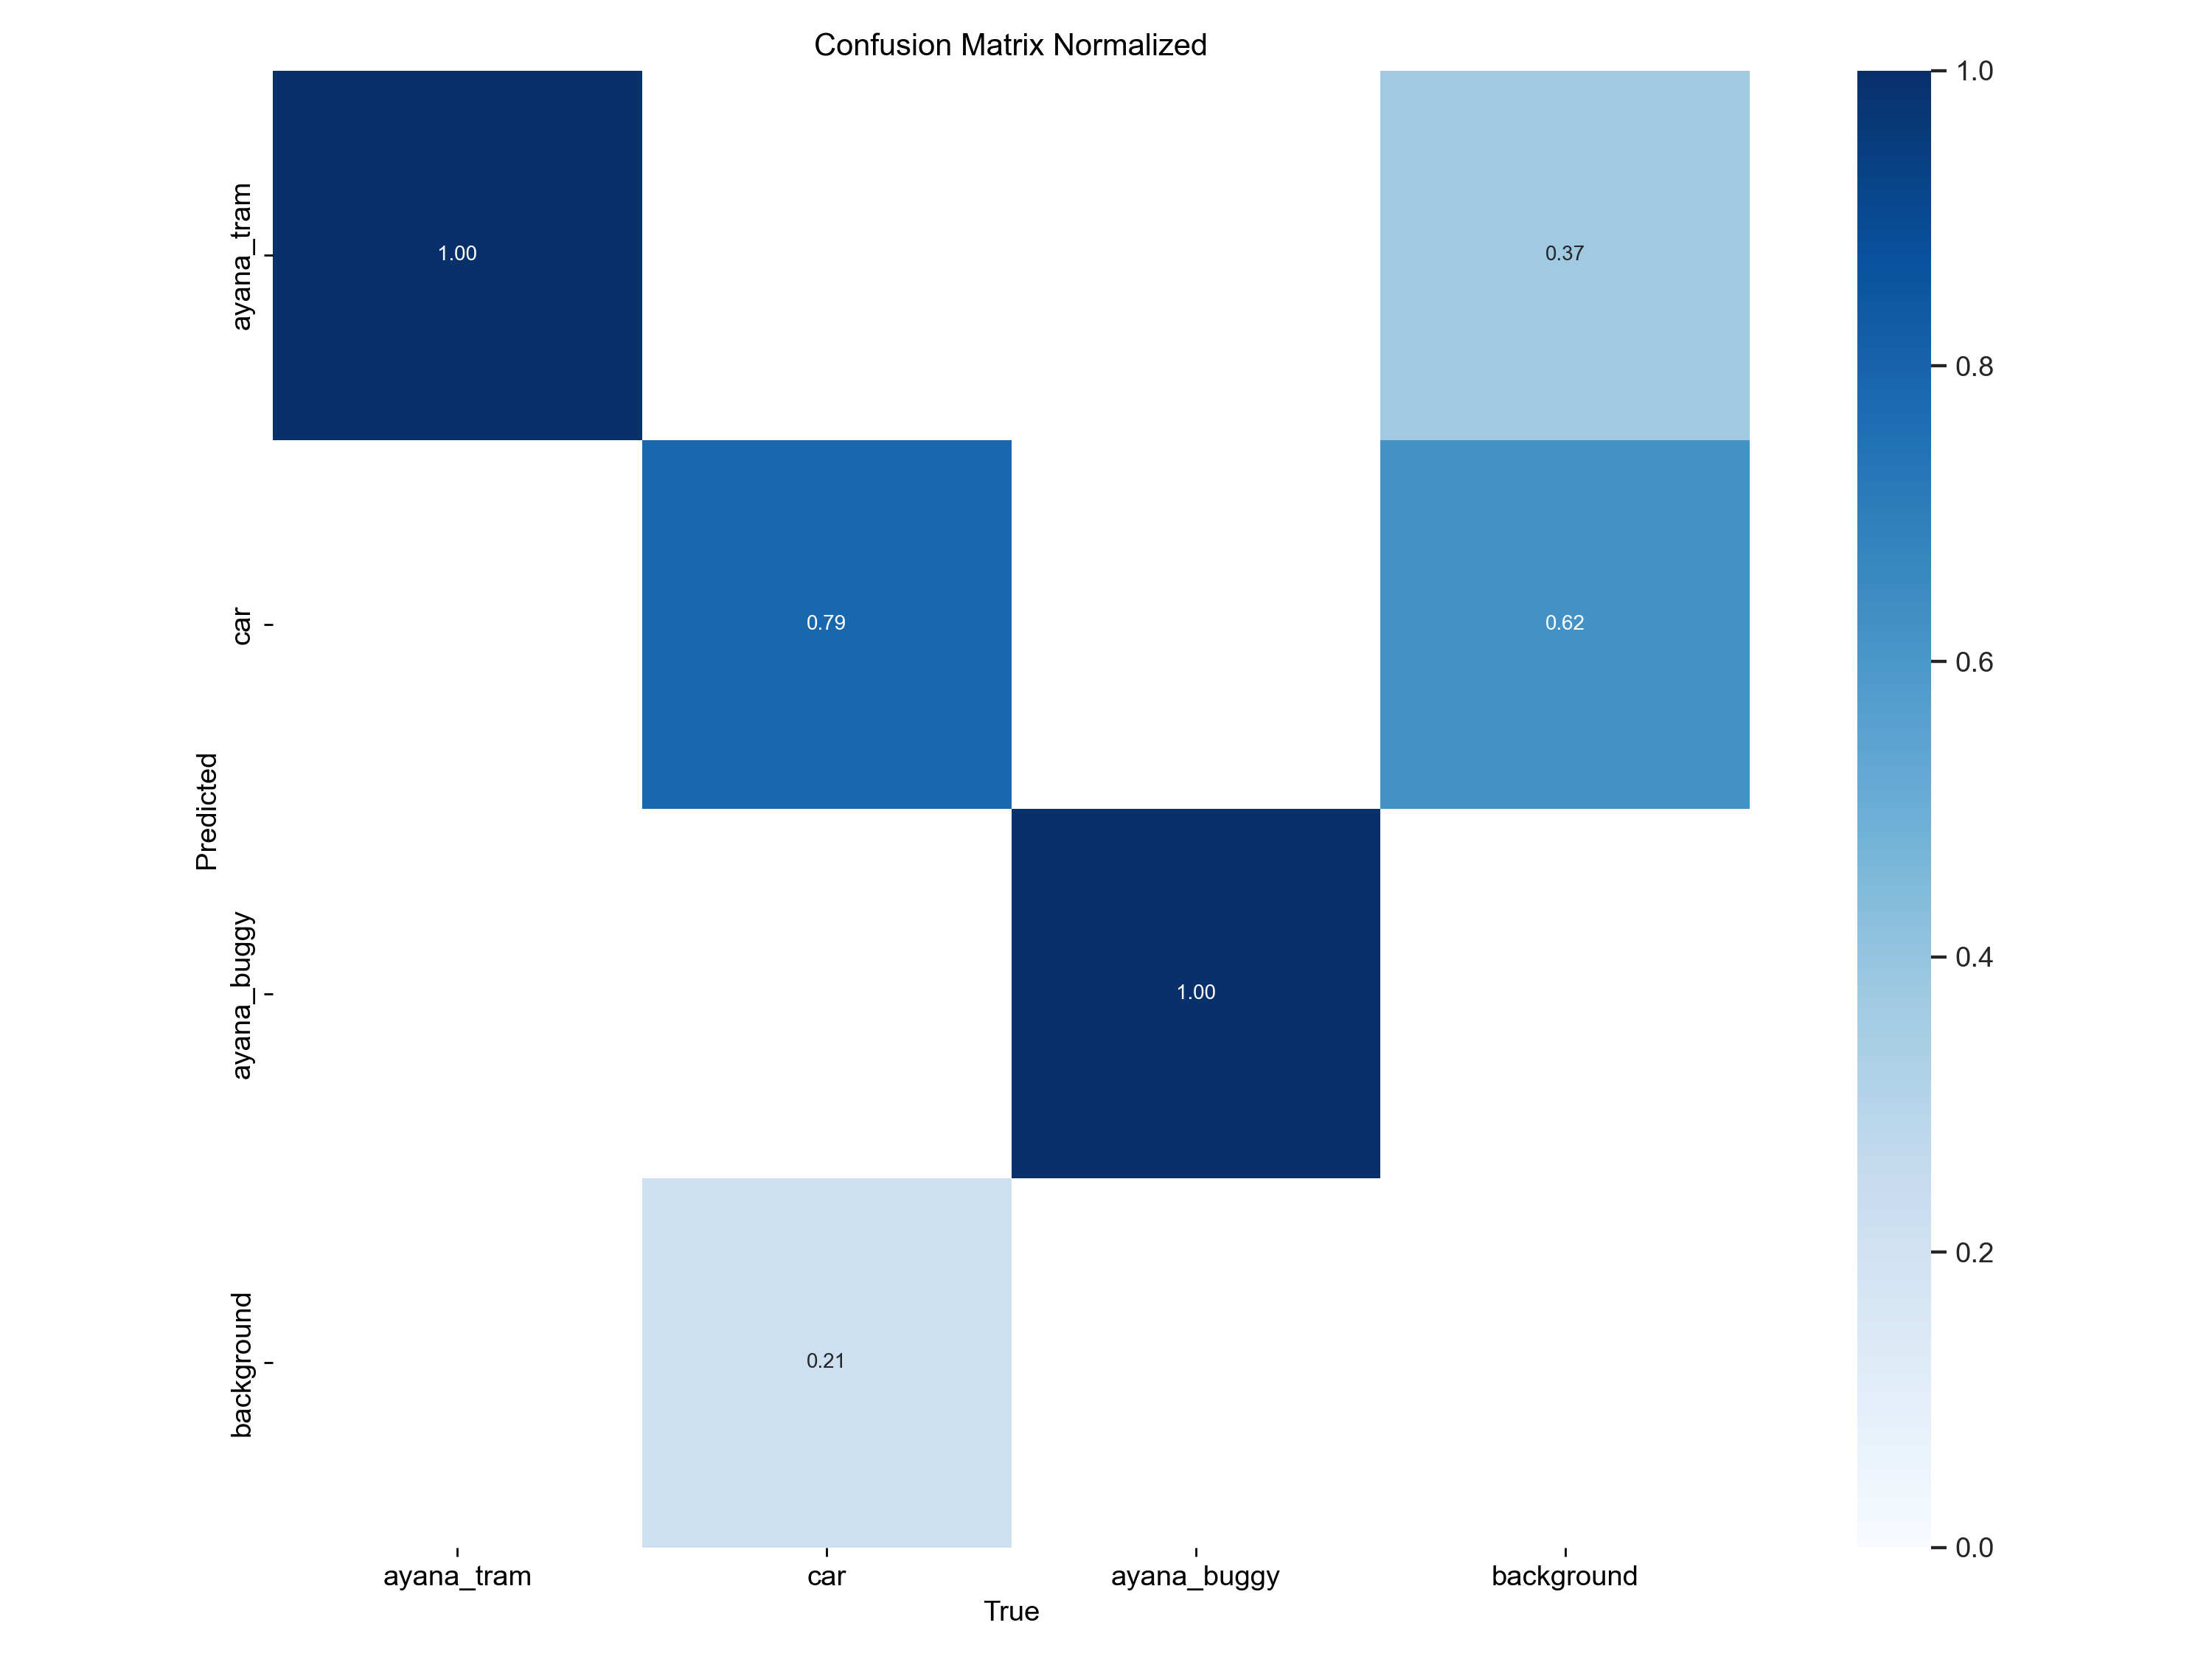 Confusion Matrix Normalized
ayana_tram
car
ayana_buggy
background
Predicted
1.00
0.37
0.79
0.62
1.00
0.21
ayana_tram
car
ayana_buggy
background
True
1.0
0.8
0.6
0.4
0.2
0.0